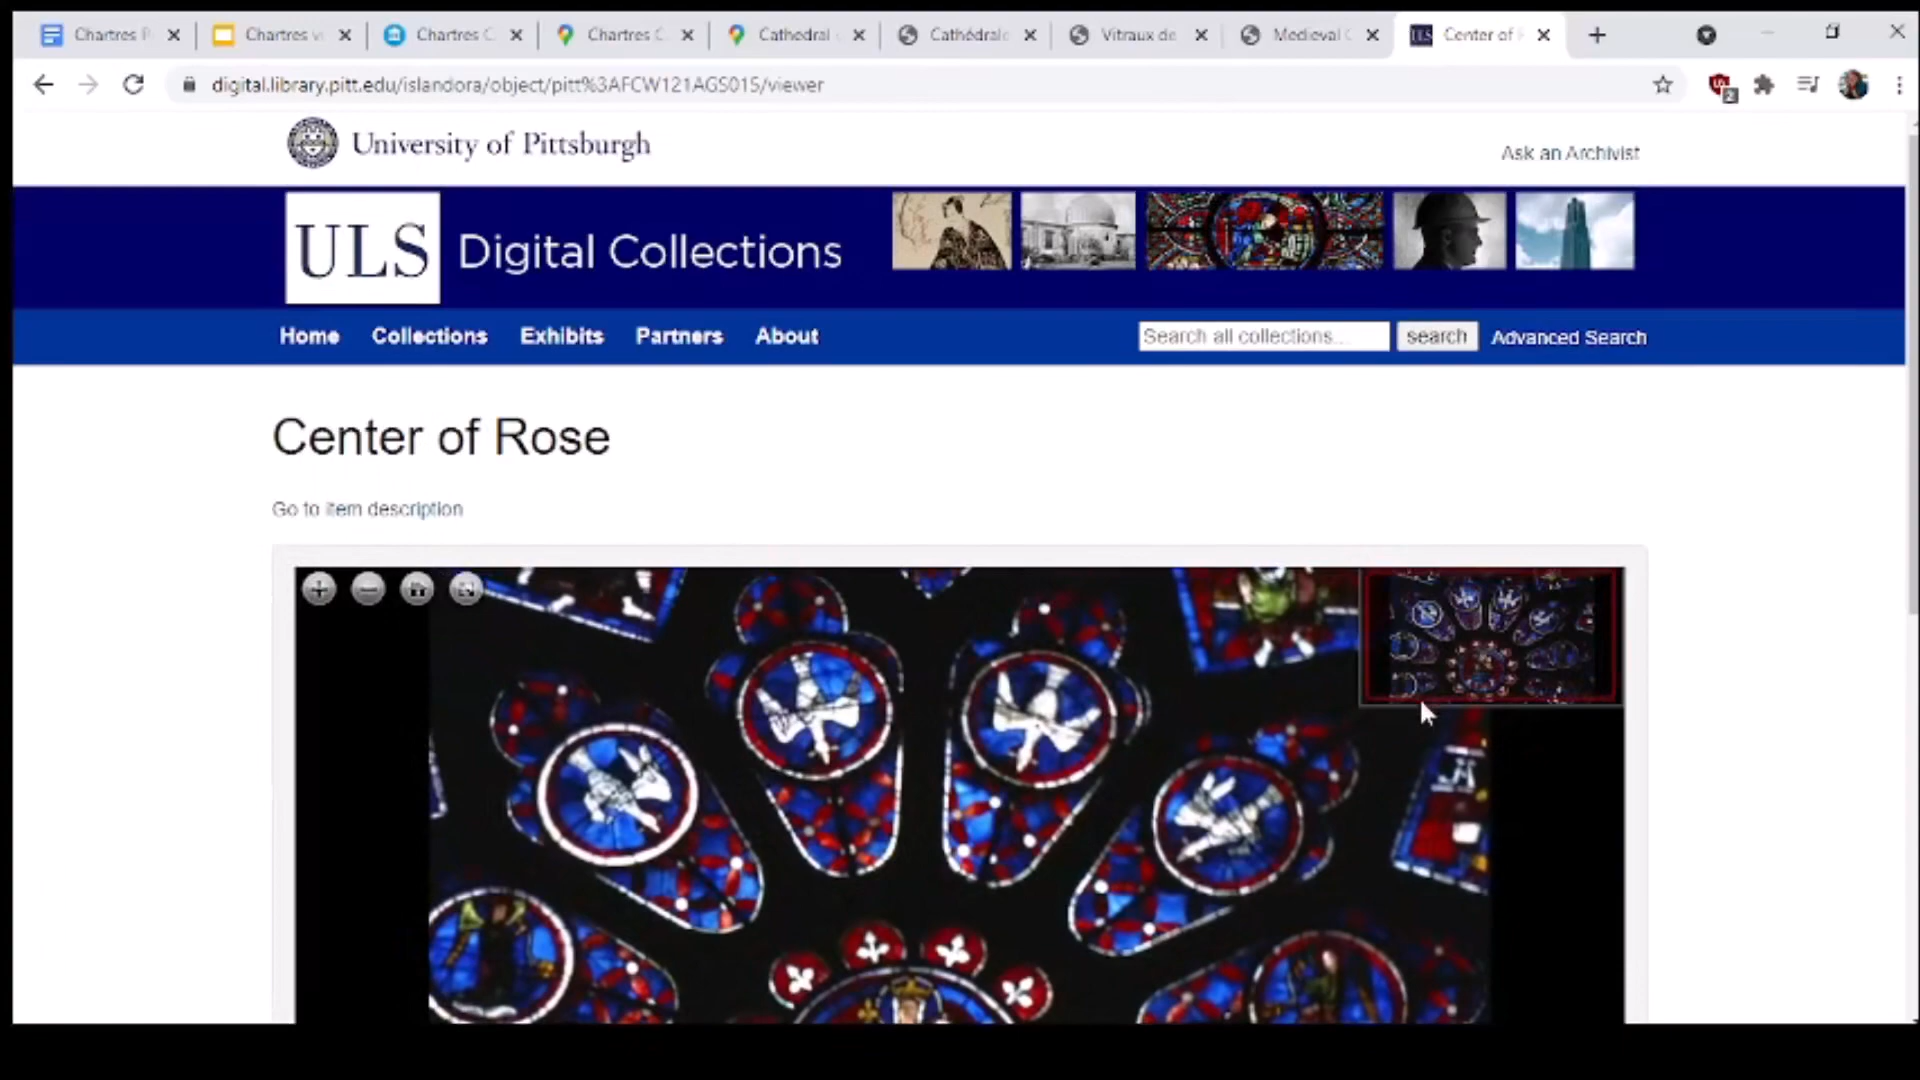 Chartres P
Chartres v
Chartres C
Chartres C
Cathedral
Cathédrale
Vitraux de
Medieval C
ULS
Center of R
digital.library.pitt.edu/islandora/object/pitt%3AFCW121AGS015/viewer
2
University of Pittsburgh
Ask an Archivist
ULS
Digital Collections
Home
Collections
Exhibits
Partners
About
Search all collections...
search
Advanced Search
Center of Rose
Go to item description